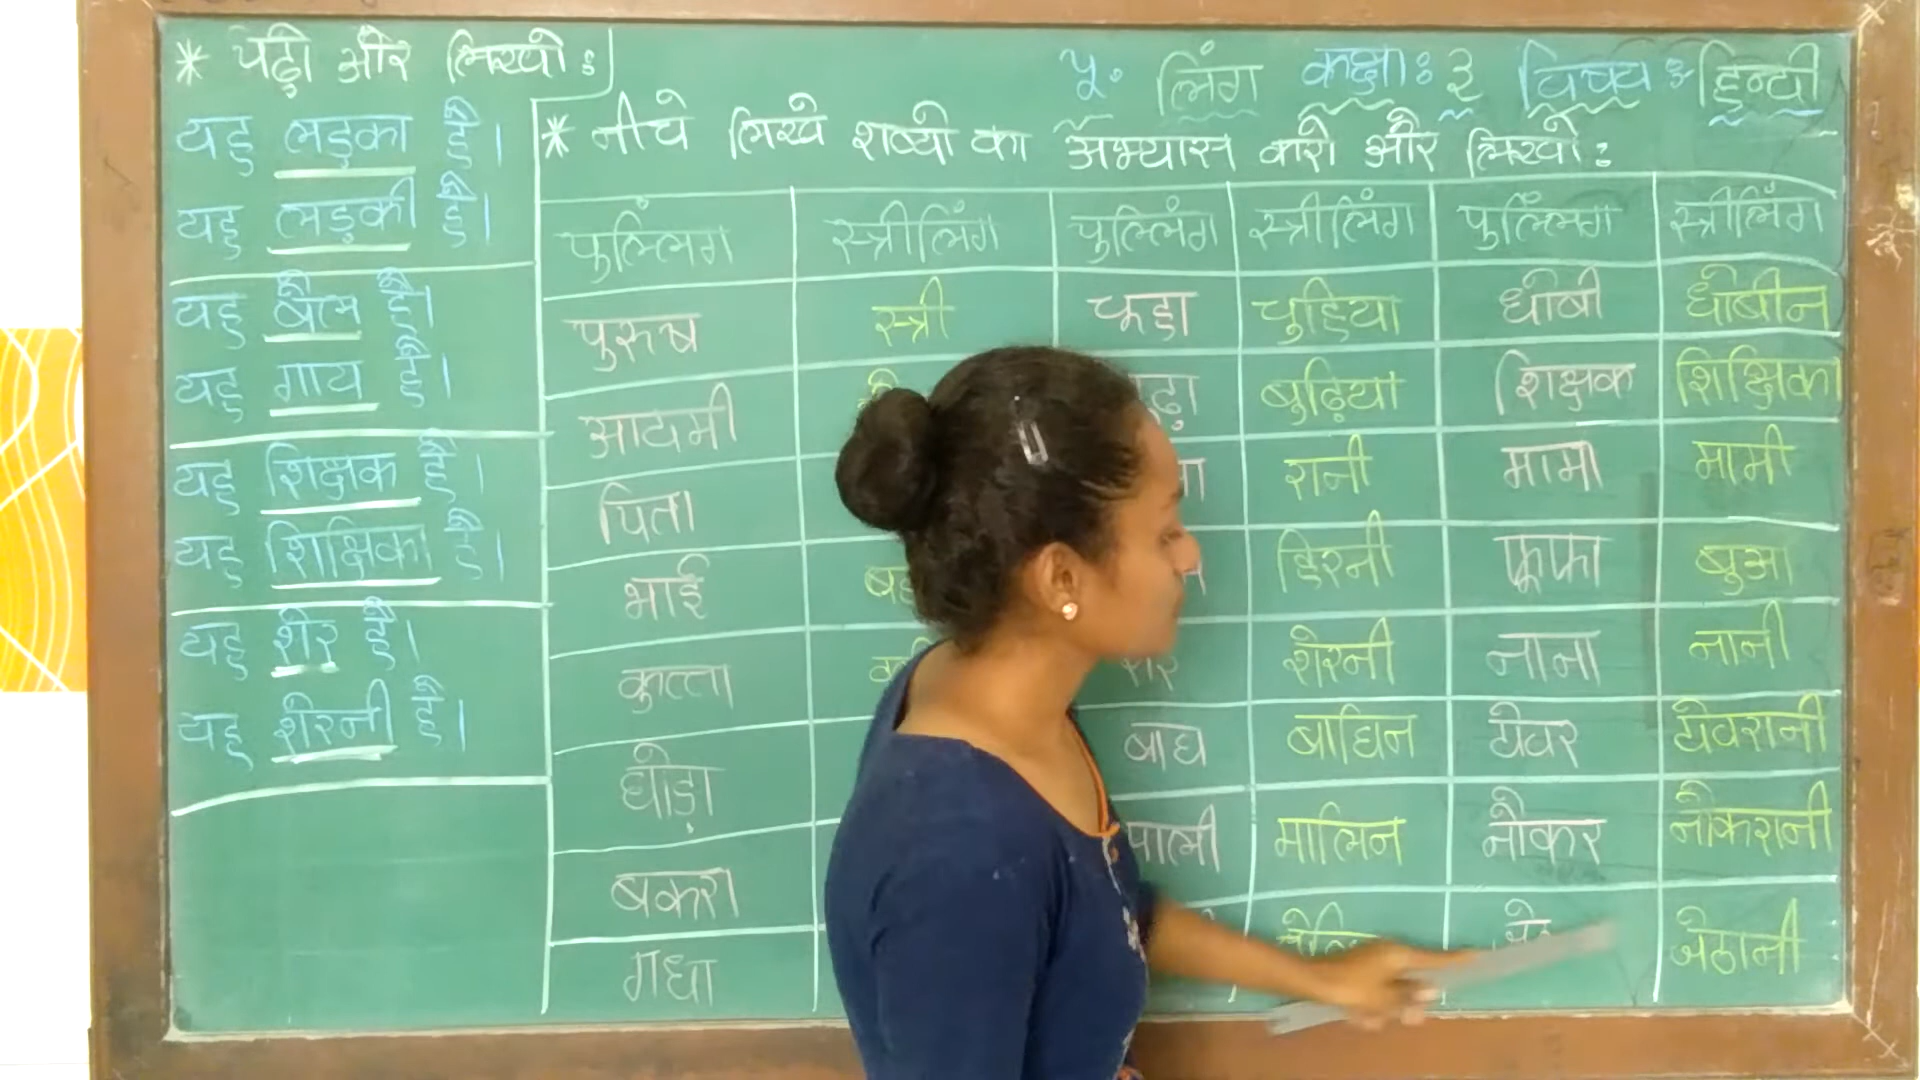 * पढ़ो और लिखो:
यह लड़का है।
यह लड़की है।
यह बैल है।
यह गाय है।
यह शिक्षक है।
यह शिक्षिका है।
यह शेर है।
यह शेरनी है।
पू. लिंग कक्षा: ३ विषय: हिन्दी
* नीचे लिखे शब्दो का अभ्यास करो और लिखो:
पुल्लिंग स्त्रीलिंग पुल्लिंग स्त्रीलिंग पुल्लिंग स्त्रीलिंग
पुरुष स्त्री चूहा चुहिया धोबी धोबीन
आदमी बुढ़िया शिक्षक शिक्षिका
पिता रानी मामा मामी
भाई हिरनी फूफा बुआ
कुत्ता शेरनी नाना नानी
घोड़ा बाघ बाघिन देवर देवरानी
बकरा मालिन नौकर नौकरानी
गधा जेठानी